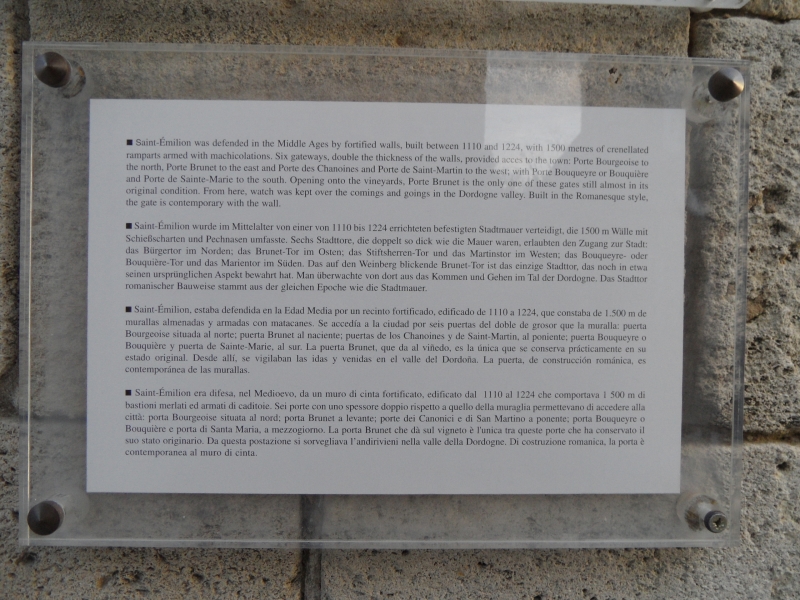 ■ Saint-Émilion was defended in the Middle Ages by fortified walls, built between 1110 and 1224, with 1500 metres of crenellated
ramparts armed with machicolations. Six gateways, double the thickness of the walls, provided acces to the town: Porte Bourgeoise to
the north, Porte Brunet to the east and Porte des Chanoines and Porte de Saint-Martin to the west; with Porte Bouqueyre or Bouquière
and Porte de Sainte-Marie to the south. Opening onto the vineyards, Porte Brunet is the only one of these gates still almost in its
original condition. From here, watch was kept over the comings and goings in the Dordogne valley. Built in the Romanesque style,
the gate is contemporary with the wall.
■ Saint-Émilion wurde im Mittelalter von einer von 1110 bis 1224 errichteten befestigten Stadtmauer verteidigt, die 1500 m Wälle mit
Schießscharten und Pechnasen umfasste. Sechs Stadttore, die doppelt so dick wie die Mauer waren, erlaubten den Zugang zur Stadt:
das Bürgertor im Norden; das Brunet-Tor im Osten; das Stiftsherren-Tor und das Martinstor im Westen; das Bouqueyre- oder
Bouquière-Tor und das Marientor im Süden. Das auf den Weinberg blickende Brunet-Tor ist das einzige Stadttor, das noch in etwa
seinen ursprünglichen Aspekt bewahrt hat. Man überwachte von dort aus das Kommen und Gehen im Tal der Dordogne. Das Stadttor
romanischer Bauweise stammt aus der gleichen Epoche wie die Stadtmauer.
■ Saint-Émilion, estaba defendida en la Edad Media por un recinto fortificado, edificado de 1110 a 1224, que constaba de 1.500 m de
murallas almenadas y armadas con matacanes. Se accedía a la ciudad por seis puertas del doble de grosor que la muralla: puerta
Bourgeoise situada al norte; puerta Brunet al naciente; puertas de los Chanoines y de Saint-Martin, al poniente; puerta Bouqueyre o
Bouquière y puerta de Sainte-Marie, al sur. La puerta Brunet, que da al viñedo, es la única que se conserva prácticamente en su
estado original. Desde allí, se vigilaban las idas y venidas en el valle del Dordoña. La puerta, de construcción románica, es
contemporánea de las murallas.
■ Saint-Émilion era difesa, nel Medioevo, da un muro di cinta fortificato, edificato dal 1110 al 1224 che comportava 1 500 m di
bastioni merlati ed armati di caditoie. Sei porte con uno spessore doppio rispetto a quello della muraglia permettevano di accedere alla
città: porta Bourgeoise situata al nord; porta Brunet a levante; porte dei Canonici e di San Martino a ponente; porta Bouqueyre o
Bouquière e porta di Santa Maria, a mezzogiorno. La porta Brunet che dà sul vigneto è l'unica tra queste porte che ha conservato il
suo stato originario. Da questa postazione si sorvegliava l'andirivieni nella valle della Dordogne. Di costruzione romanica, la porta è
contemporanea al muro di cinta.